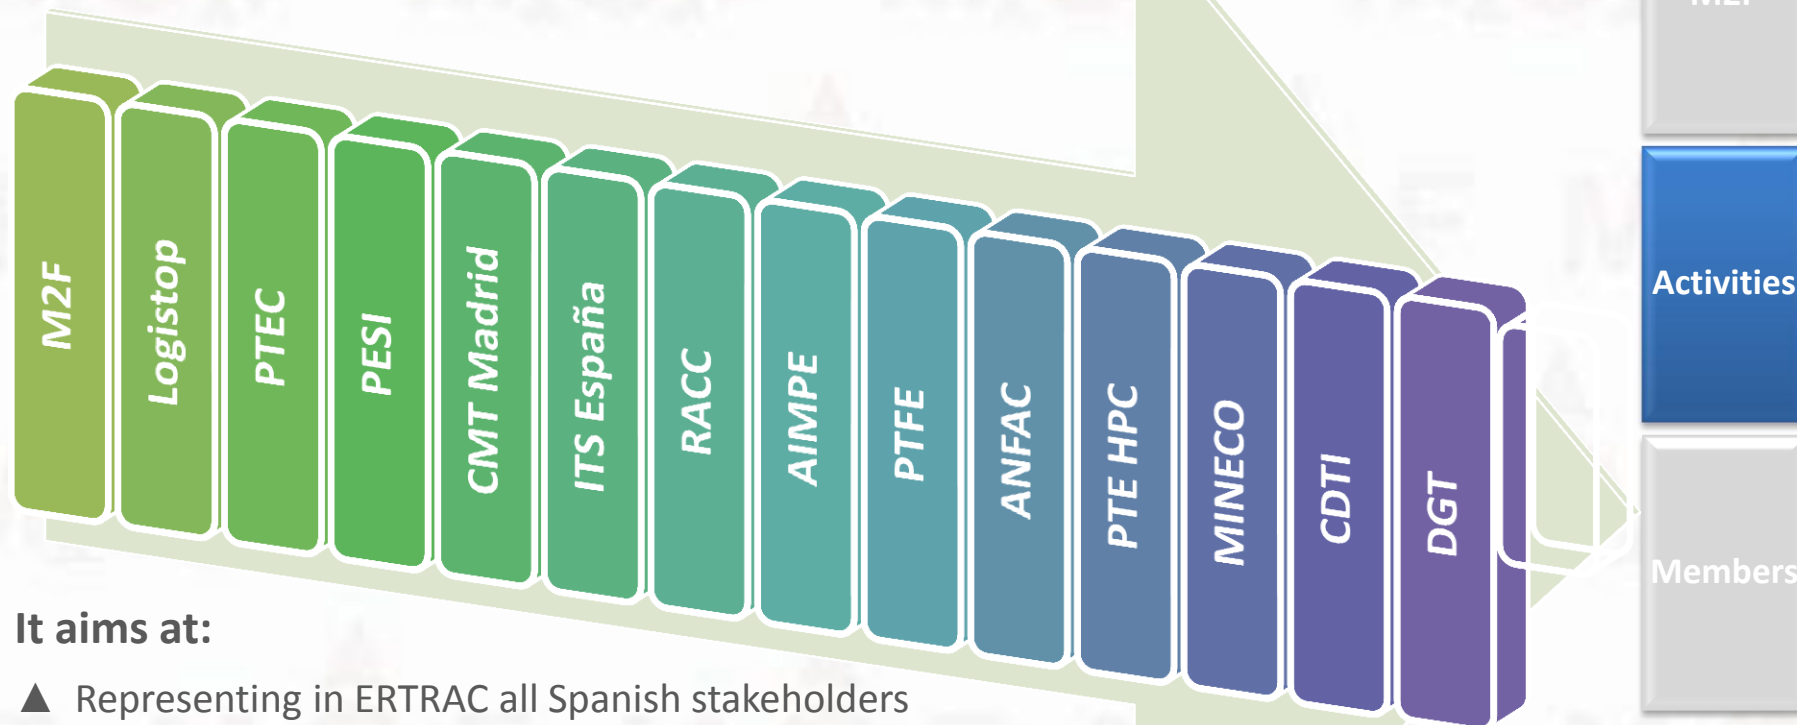 M2F
Logistop
PTEC
PESI
CMT Madrid
ITS España
RACC
AIMPE
PTFE
ANFAC
PTE HPC
MINECO
CDTI
DGT
It aims at:
▲ Representing in ERTRAC all Spanish stakeholders
M2F
Activities
Members